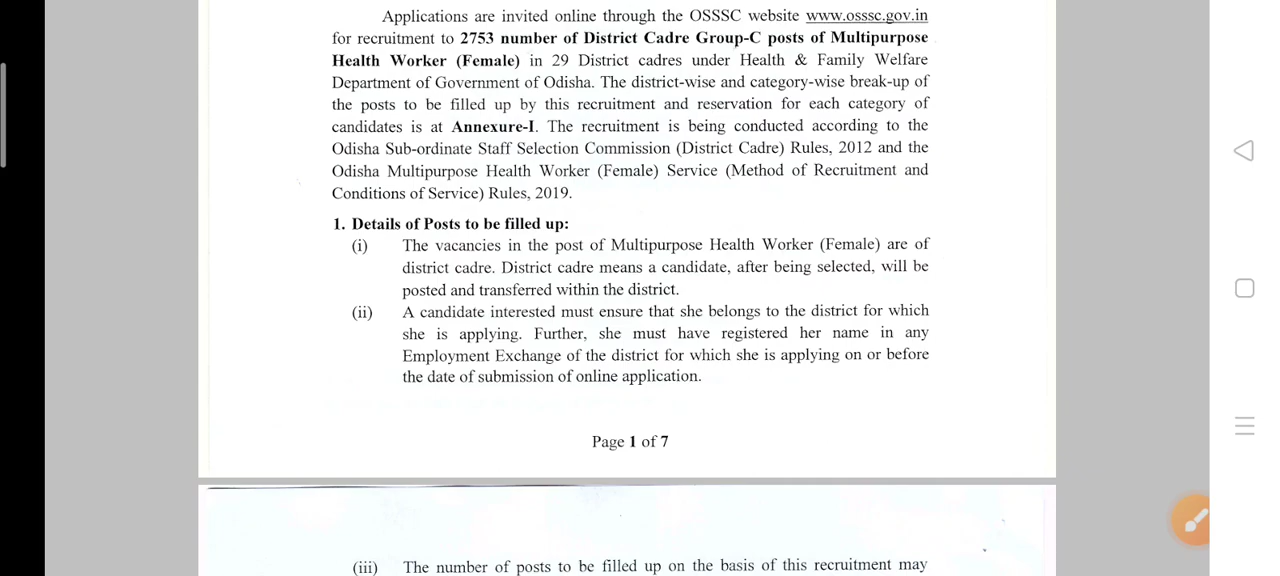 Applications are invited online through the OSSSC website www.osssc.gov.in
for recruitment to 2753 number of District Cadre Group-C posts of Multipurpose
Health Worker (Female) in 29 District cadres under Health & Family Welfare
Department of Government of Odisha. The district-wise and category-wise break-up of
the posts to be filled up by this recruitment and reservation for each category of
candidates is at Annexure-I. The recruitment is being conducted according to the
Odisha Sub-ordinate Staff Selection Commission (District Cadre) Rules, 2012 and the
Odisha Multipurpose Health Worker (Female) Service (Method of Recruitment and
Conditions of Service) Rules, 2019.
1. Details of Posts to be filled up:
(i) The vacancies in the post of Multipurpose Health Worker (Female) are of
district cadre. District cadre means a candidate, after being selected, will be
posted and transferred within the district.
(ii) A candidate interested must ensure that she belongs to the district for which
she is applying. Further, she must have registered her name in any
Employment Exchange of the district for which she is applying on or before
the date of submission of online application.
Page 1 of 7
(iii) The number of posts to be filled up on the basis of this recruitment may